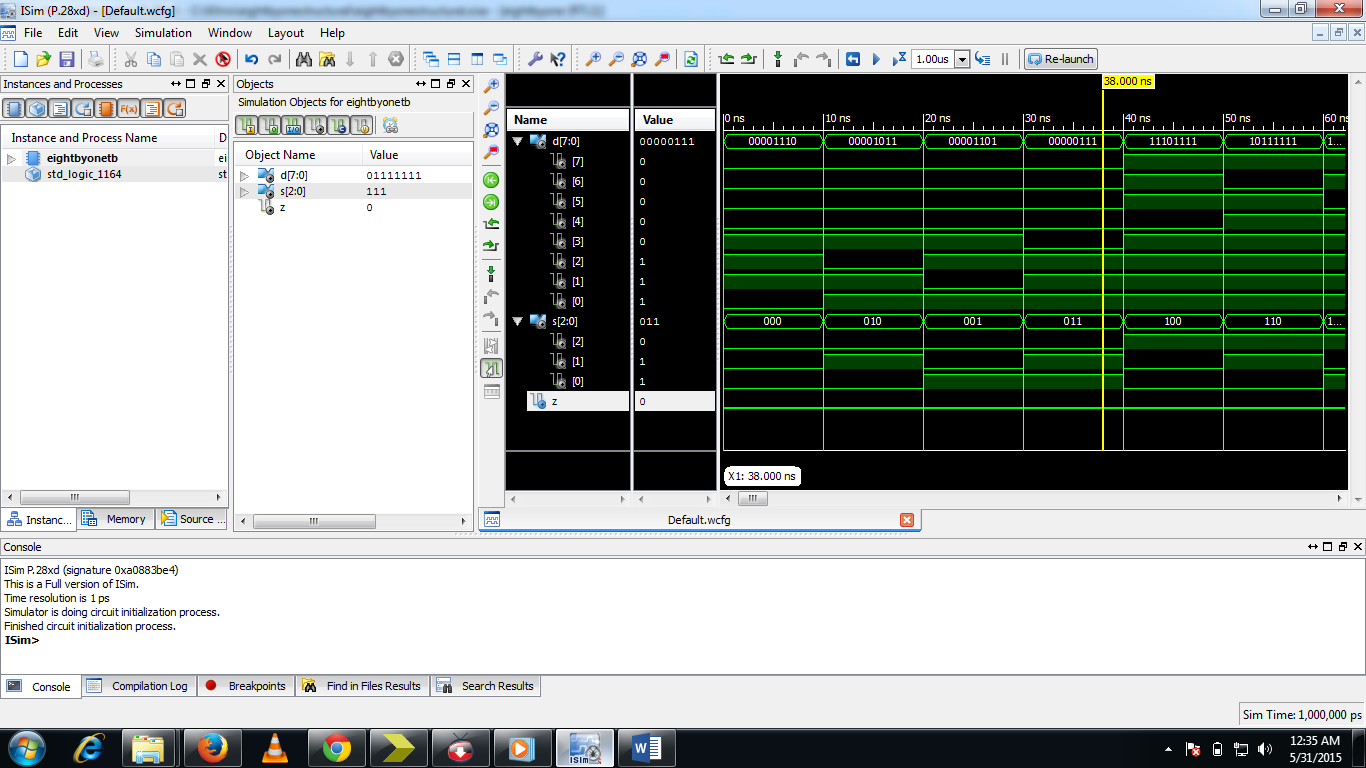 ISim (P.28xd) - [Default.wcfg]
File Edit View Simulation Window Layout Help
1.00us Re-launch
Instances and Processes
Instance and Process Name D
eightbyonetb ei
std_logic_1164 st
Instanc... Memory Source ...
Objects
Simulation Objects for eightbyonetb
Object Name Value
d[7:0] 01111111
s[2:0] 111
z 0
38.000 ns
Name Value
0 ns 10 ns 20 ns 30 ns 40 ns 50 ns 60 ns
d[7:0] 00000111 00001110 00001011 00001101 00000111 11101111 10111111 1...
[7] 0
[6] 0
[5] 0
[4] 0
[3] 0
[2] 1
[1] 1
[0] 1
s[2:0] 011 000 010 001 011 100 110 1...
[2] 0
[1] 1
[0] 1
z 0
X1: 38.000 ns
Default.wcfg
Console
ISim P.28xd (signature 0xa0883be4)
This is a Full version of ISim.
Time resolution is 1 ps
Simulator is doing circuit initialization process.
Finished circuit initialization process.
ISim>
Console Compilation Log Breakpoints Find in Files Results Search Results
Sim Time: 1,000,000 ps
ISim
12:35 AM
5/31/2015